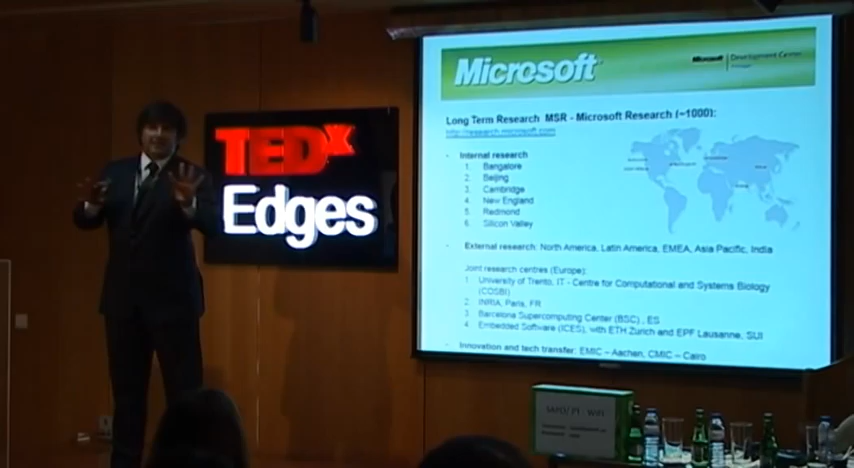 TEDx
Edges
Microsoft
Microsoft Development Center
Long Term Research MSR - Microsoft Research (~1000):
http://research.microsoft.com
- Internal research
1. Bangalore
2. Beijing
3. Cambridge
4. New England
5. Redmond
6. Silicon Valley
- External research: North America, Latin America, EMEA, Asia Pacific, India
Joint research centres (Europe):
1 University of Trento, IT - Centre for Computational and Systems Biology
(COSBI)
2 INRIA, Paris, FR
3 Barcelona Supercomputing Center (BSC) , ES
4 Embedded Software (ICES), with ETH Zurich and EPF Lausanne, SUI
- Innovation and tech transfer: EMIC – Aachen, CMIC – Cairo
WiFi